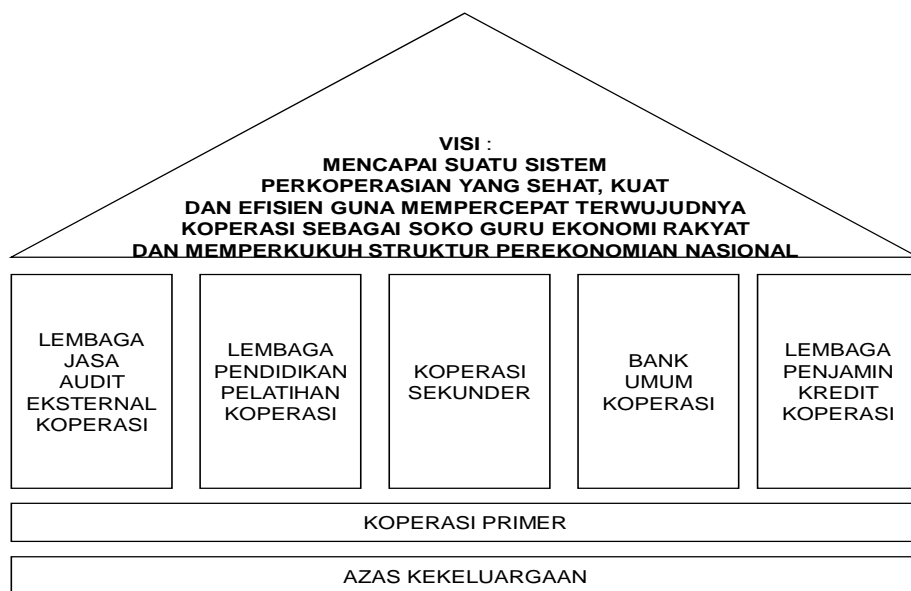 VISI :
MENCAPAI SUATU SISTEM
PERKOPERASIAN YANG SEHAT, KUAT
DAN EFISIEN GUNA MEMPERCEPAT TERWUJUDNYA
KOPERASI SEBAGAI SOKO GURU EKONOMI RAKYAT
DAN MEMPERKUKUH STRUKTUR PEREKONOMIAN NASIONAL
LEMBAGA
JASA
AUDIT
EKSTERNAL
KOPERASI
LEMBAGA
PENDIDIKAN
PELATIHAN
KOPERASI
KOPERASI
SEKUNDER
BANK
UMUM
KOPERASI
LEMBAGA
PENJAMIN
KREDIT
KOPERASI
KOPERASI PRIMER
AZAS KEKELUARGAAN